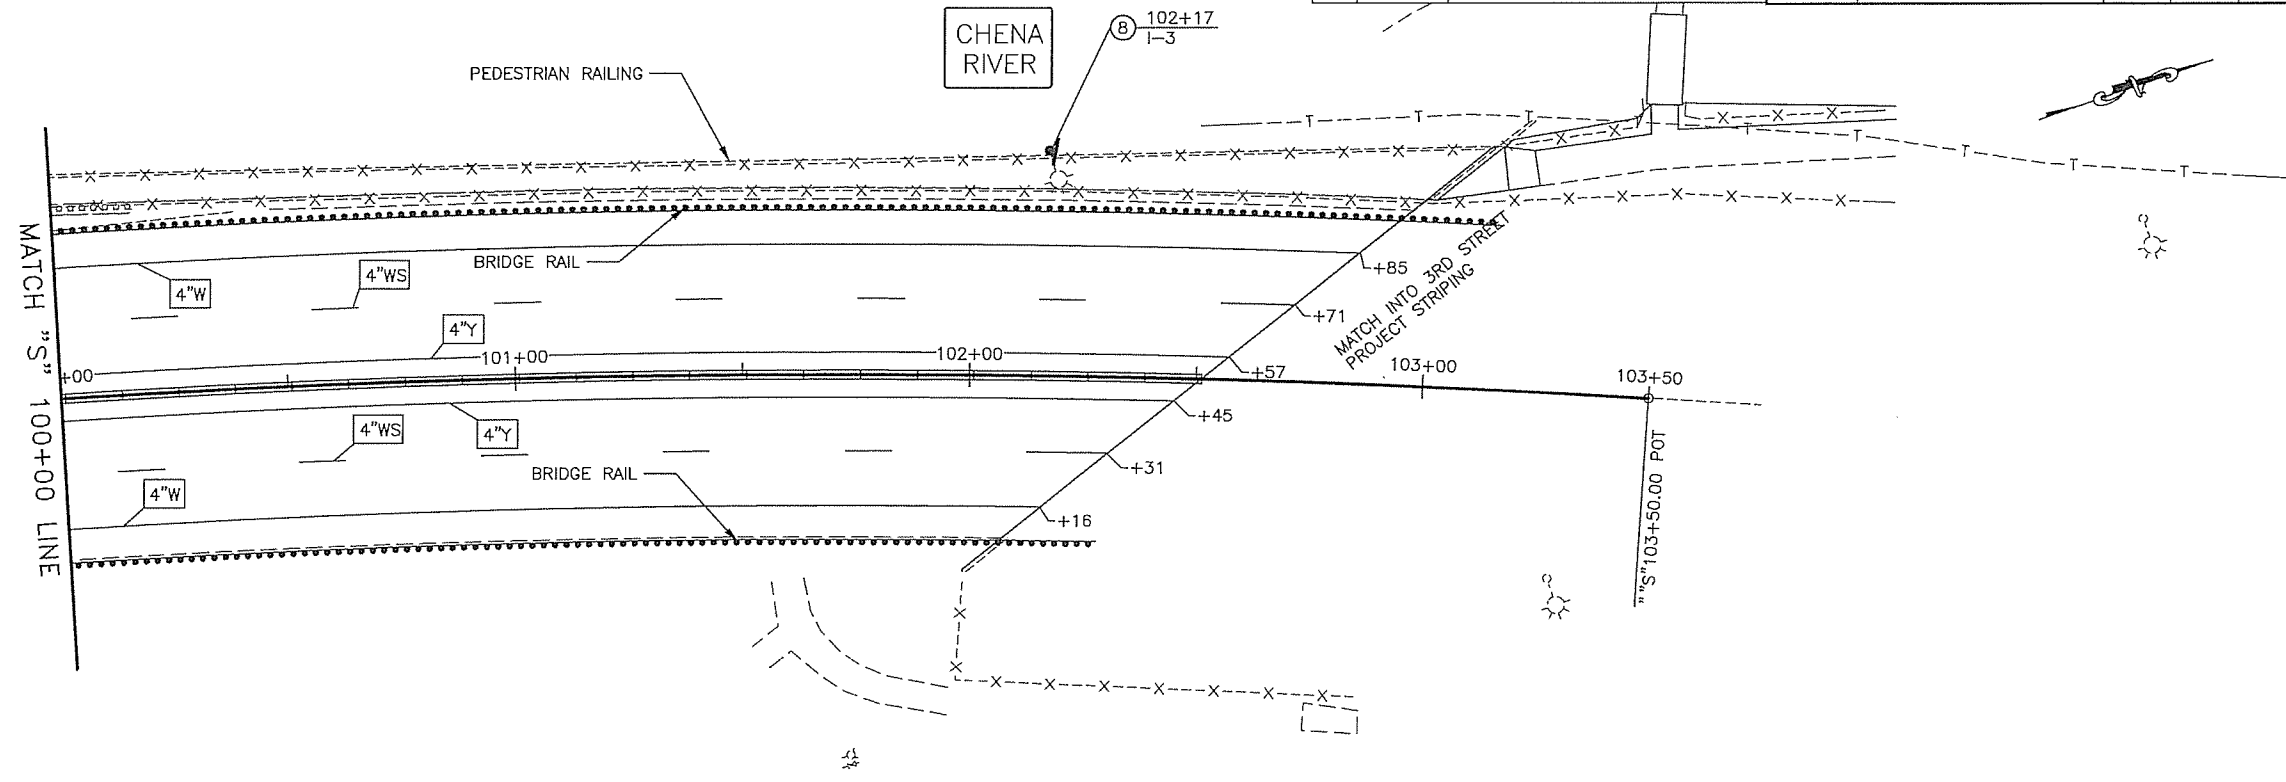 CHENA
RIVER
8
102+17
I-3
PEDESTRIAN RAILING
BRIDGE RAIL
4"W
4"WS
4"Y
+00
101+00
102+00
103+00
103+50
+85
+71
+57
+45
+31
+16
MATCH INTO 3RD STREET
PROJECT STRIPING
4"WS
4"Y
4"W
BRIDGE RAIL
MATCH "S" 100+00 LINE
"S"103+50.00 POT
T
T
T
T
T
T
T
T